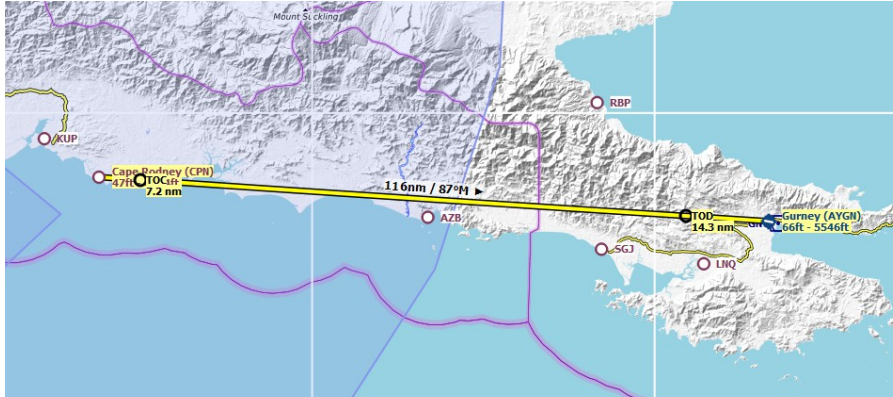 Mount Suckling
RBP
KUP
Cape Rodney (CPN)
47ft
TOC
7.2 nm
116nm / 87°M ►
AZB
TOD
14.3 nm
Gurney (AYGN)
66ft - 5546ft
SGJ
LNQ